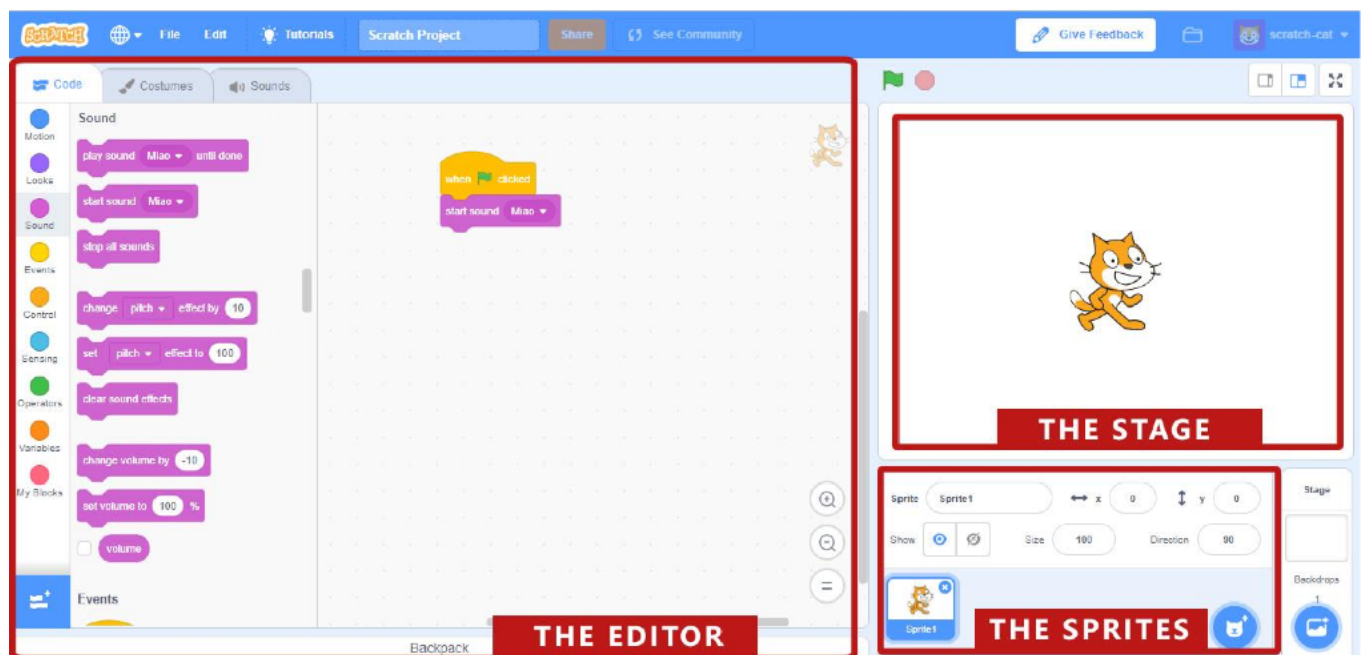 SCRATCH File Edit Tutorials Scratch Project Share See Community Give Feedback scratch-cat
Code Costumes Sounds
Motion
Looks
Sound
Events
Control
Sensing
Operators
Variables
My Blocks
Sound
play sound Miao until done
start sound Miao
stop all sounds
change pitch effect by 10
set pitch effect to 100
clear sound effects
change volume by -10
set volume to 100 %
volume
Events
when clicked
start sound Miao
Backpack
THE EDITOR
THE STAGE
Sprite Sprite1 x 0 y 0
Show Size 100 Direction 90
Sprite1
THE SPRITES
Stage
Backdrops
1